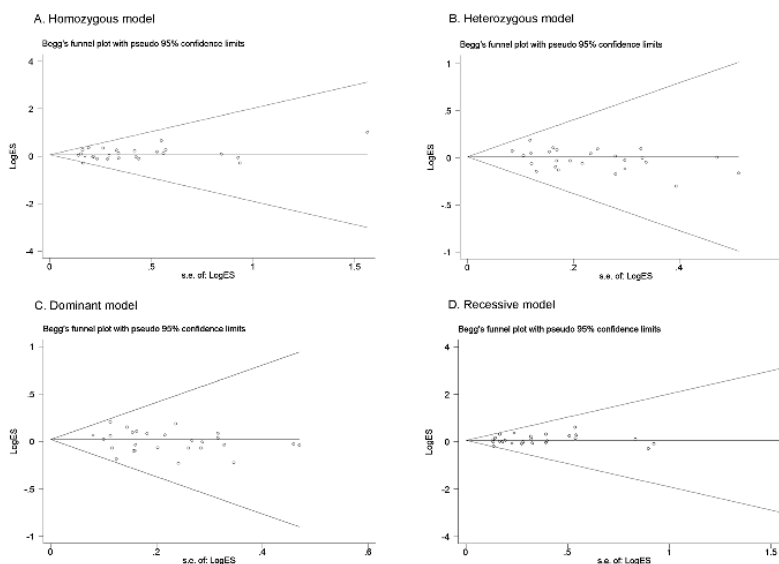 A. Homozygous model
Begg's funnel plot with pseudo 95% confidence limits
4
2
0
-2
-4
LogES
0
.5
1
1.5
s.e. of: LogES
B. Heterozygous model
Begg's funnel plot with pseudo 95% confidence limits
1
.5
0
-.5
-1
LogES
0
.2
.4
s.e. of: LogES
C. Dominant model
Begg's funnel plot with pseudo 95% confidence limits
1
.5
0
-.5
-1
LogES
0
.2
.4
.6
s.e. of: LogES
D. Recessive model
Begg's funnel plot with pseudo 95% confidence limits
4
2
0
-2
-4
LogES
0
.5
1
1.5
s.e. of: LogES